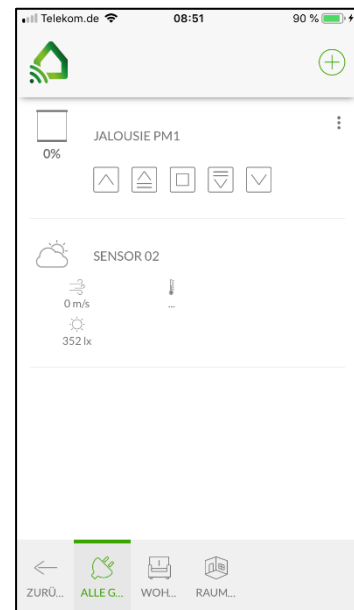 Telekom.de 08:51 90 %
JALOUSIE PM1
0%
SENSOR 02
0 m/s ...
352 lx
ZURÜ... ALLE G... WOH... RAUM...